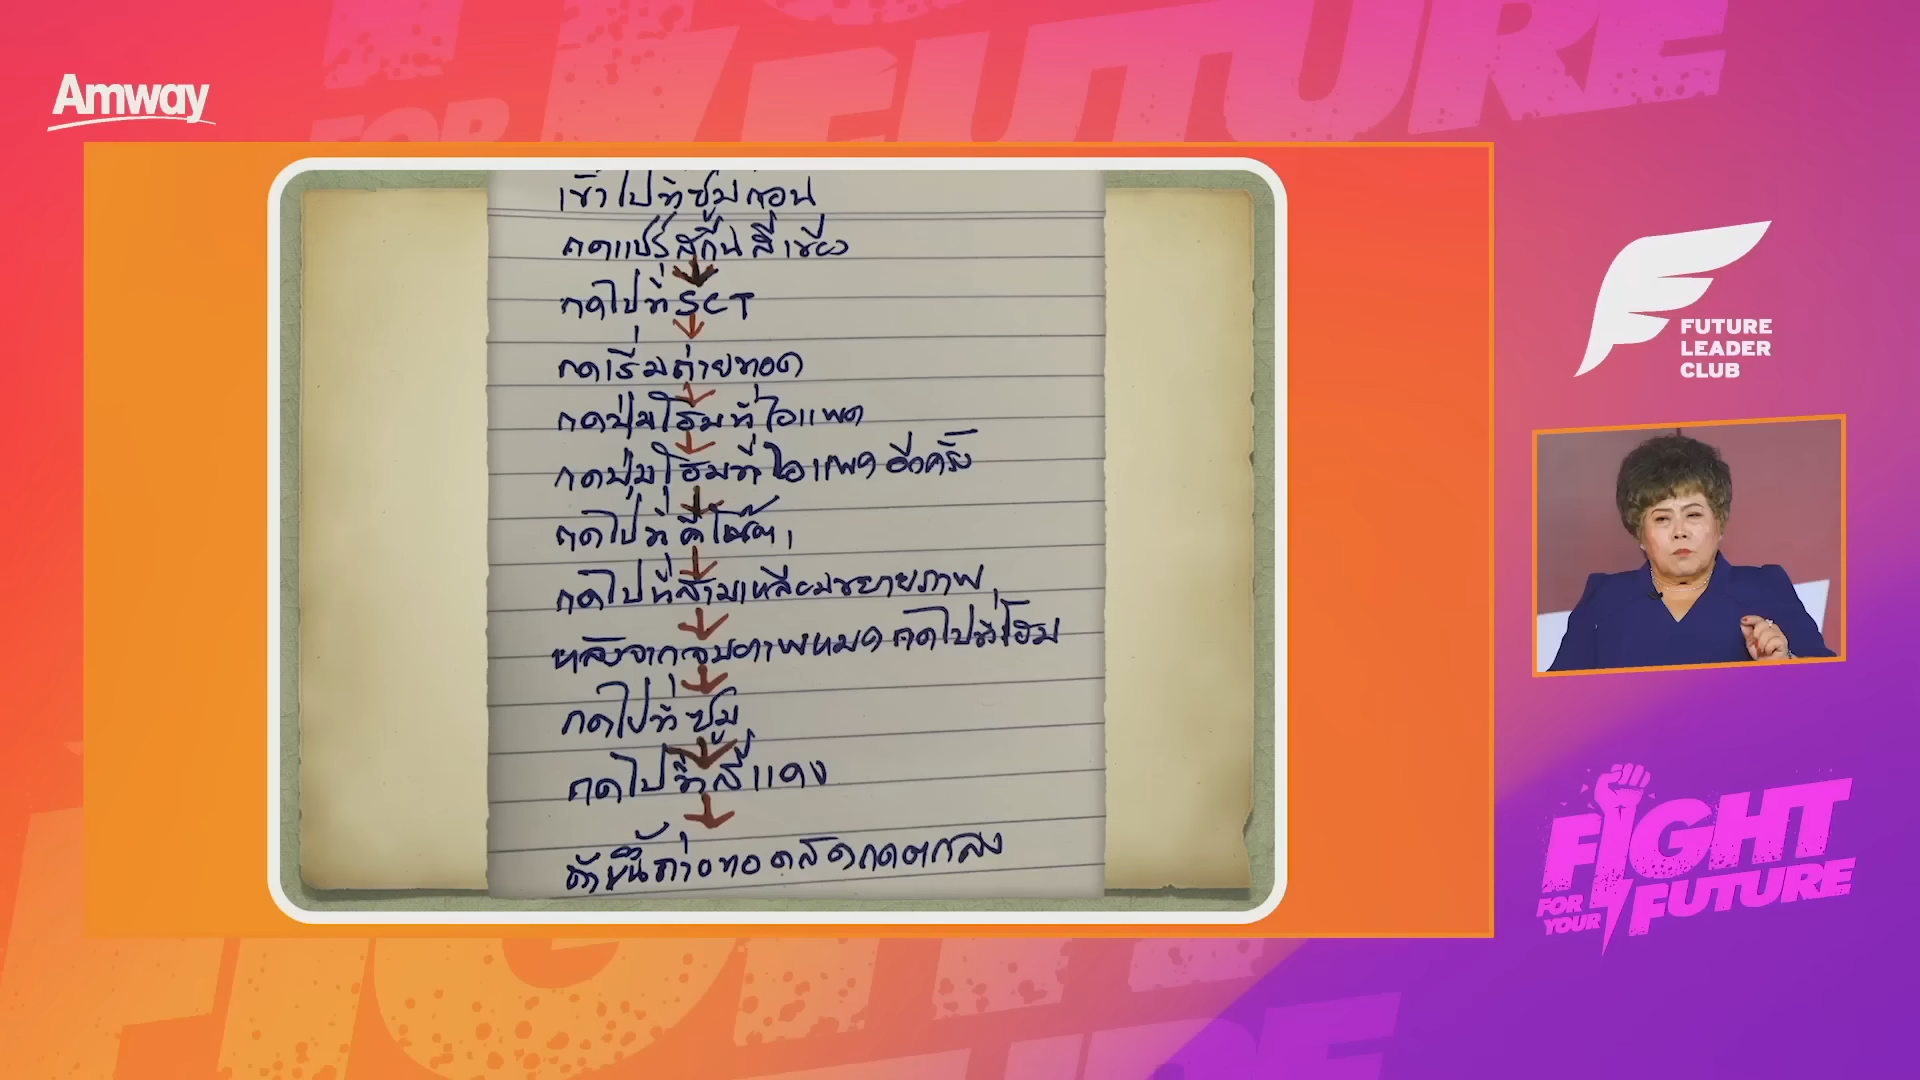 FOR FUTURE
Amway
เข้าไปที่ซูมก่อน
กดแชร์สกีนสีเขียว
กดไปที่
กดเริ่มถ่ายทอด
กดปุ่มโฮมที่ไอแพด
กดปุ่มโฮมที่ไอแพดอีกครั้ง
กดไปที่คีโน๊ต
กดไปที่สามเหลี่ยมขยายภาพ
หลังจากจบภาพหมดกดไปที่โฮม
กดไปที่ซูม
กดไปที่สีแดง
ถ้าขึ้นถ่ายทอดสดกดตกลง
FUTURE
LEADER
CLUB
FIGHT
FOR
YOUR
FUTURE